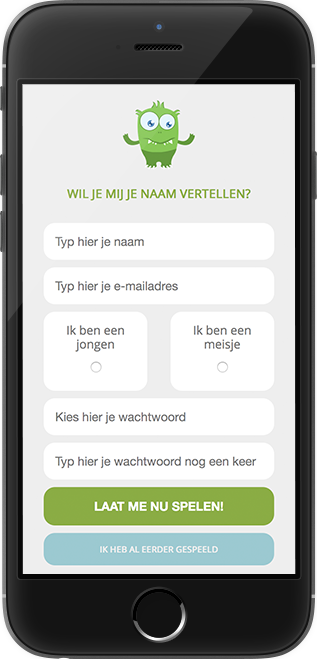 WIL JE MIJ JE NAAM VERTELLEN?
Typ hier je naam
Typ hier je e-mailadres
Ik ben een
jongen
Ik ben een
meisje
Kies hier je wachtwoord
Typ hier je wachtwoord nog een keer
LAAT ME NU SPELEN!
IK HEB AL EERDER GESPEELD